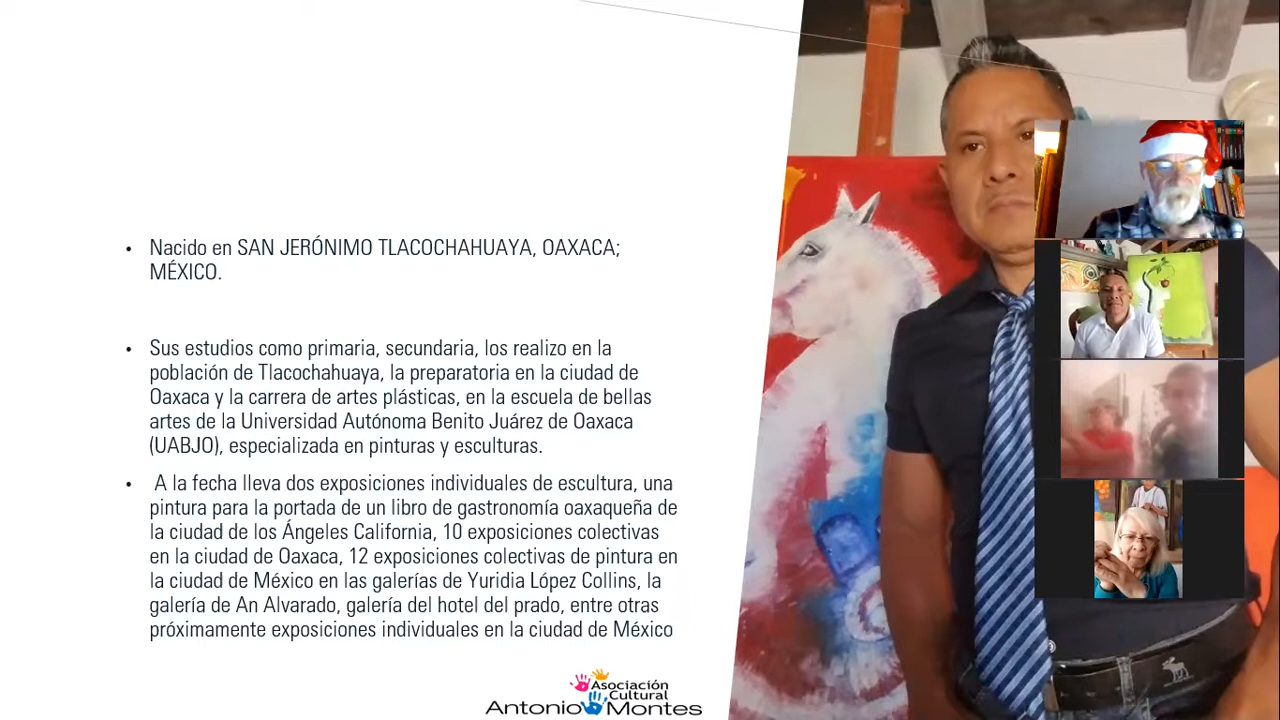 • Nacido en SAN JERÓNIMO TLACOCHAHUAYA, OAXACA;
MÉXICO.
• Sus estudios como primaria, secundaria, los realizo en la
población de Tlacochahuaya, la preparatoria en la ciudad de
Oaxaca y la carrera de artes plásticas, en la escuela de bellas
artes de la Universidad Autónoma Benito Juárez de Oaxaca
(UABJO), especializada en pinturas y esculturas.
• A la fecha lleva dos exposiciones individuales de escultura, una
pintura para la portada de un libro de gastronomía oaxaqueña de
la ciudad de los Ángeles California, 10 exposiciones colectivas
en la ciudad de Oaxaca, 12 exposiciones colectivas de pintura en
la ciudad de México en las galerías de Yuridia López Collins, la
galería de An Alvarado, galería del hotel del prado, entre otras
próximamente exposiciones individuales en la ciudad de México
Asociación
Cultural
Antonio Montes